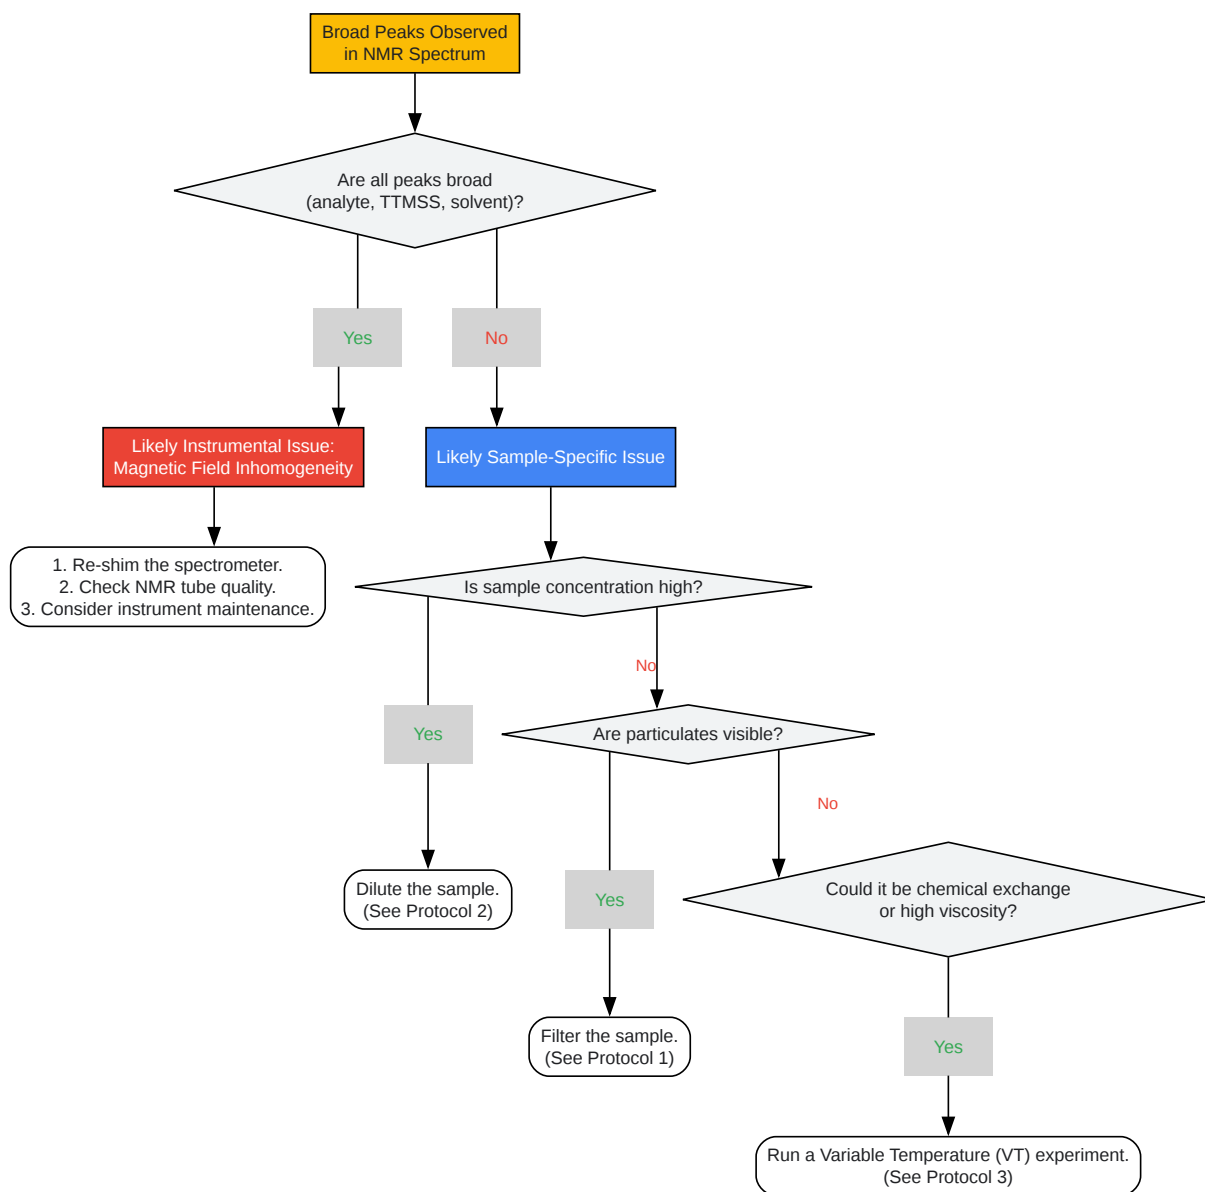 Broad Peaks Observed
in NMR Spectrum
Are all peaks broad
(analyte, TTMSS, solvent)?
Yes
No
Likely Instrumental Issue:
Magnetic Field Inhomogeneity
Likely Sample-Specific Issue
1. Re-shim the spectrometer.
2. Check NMR tube quality.
3. Consider instrument maintenance.
Is sample concentration high?
No
Yes
Are particulates visible?
No
Dilute the sample.
(See Protocol 2)
Yes
Could it be chemical exchange
or high viscosity?
Filter the sample.
(See Protocol 1)
Yes
Run a Variable Temperature (VT) experiment.
(See Protocol 3)